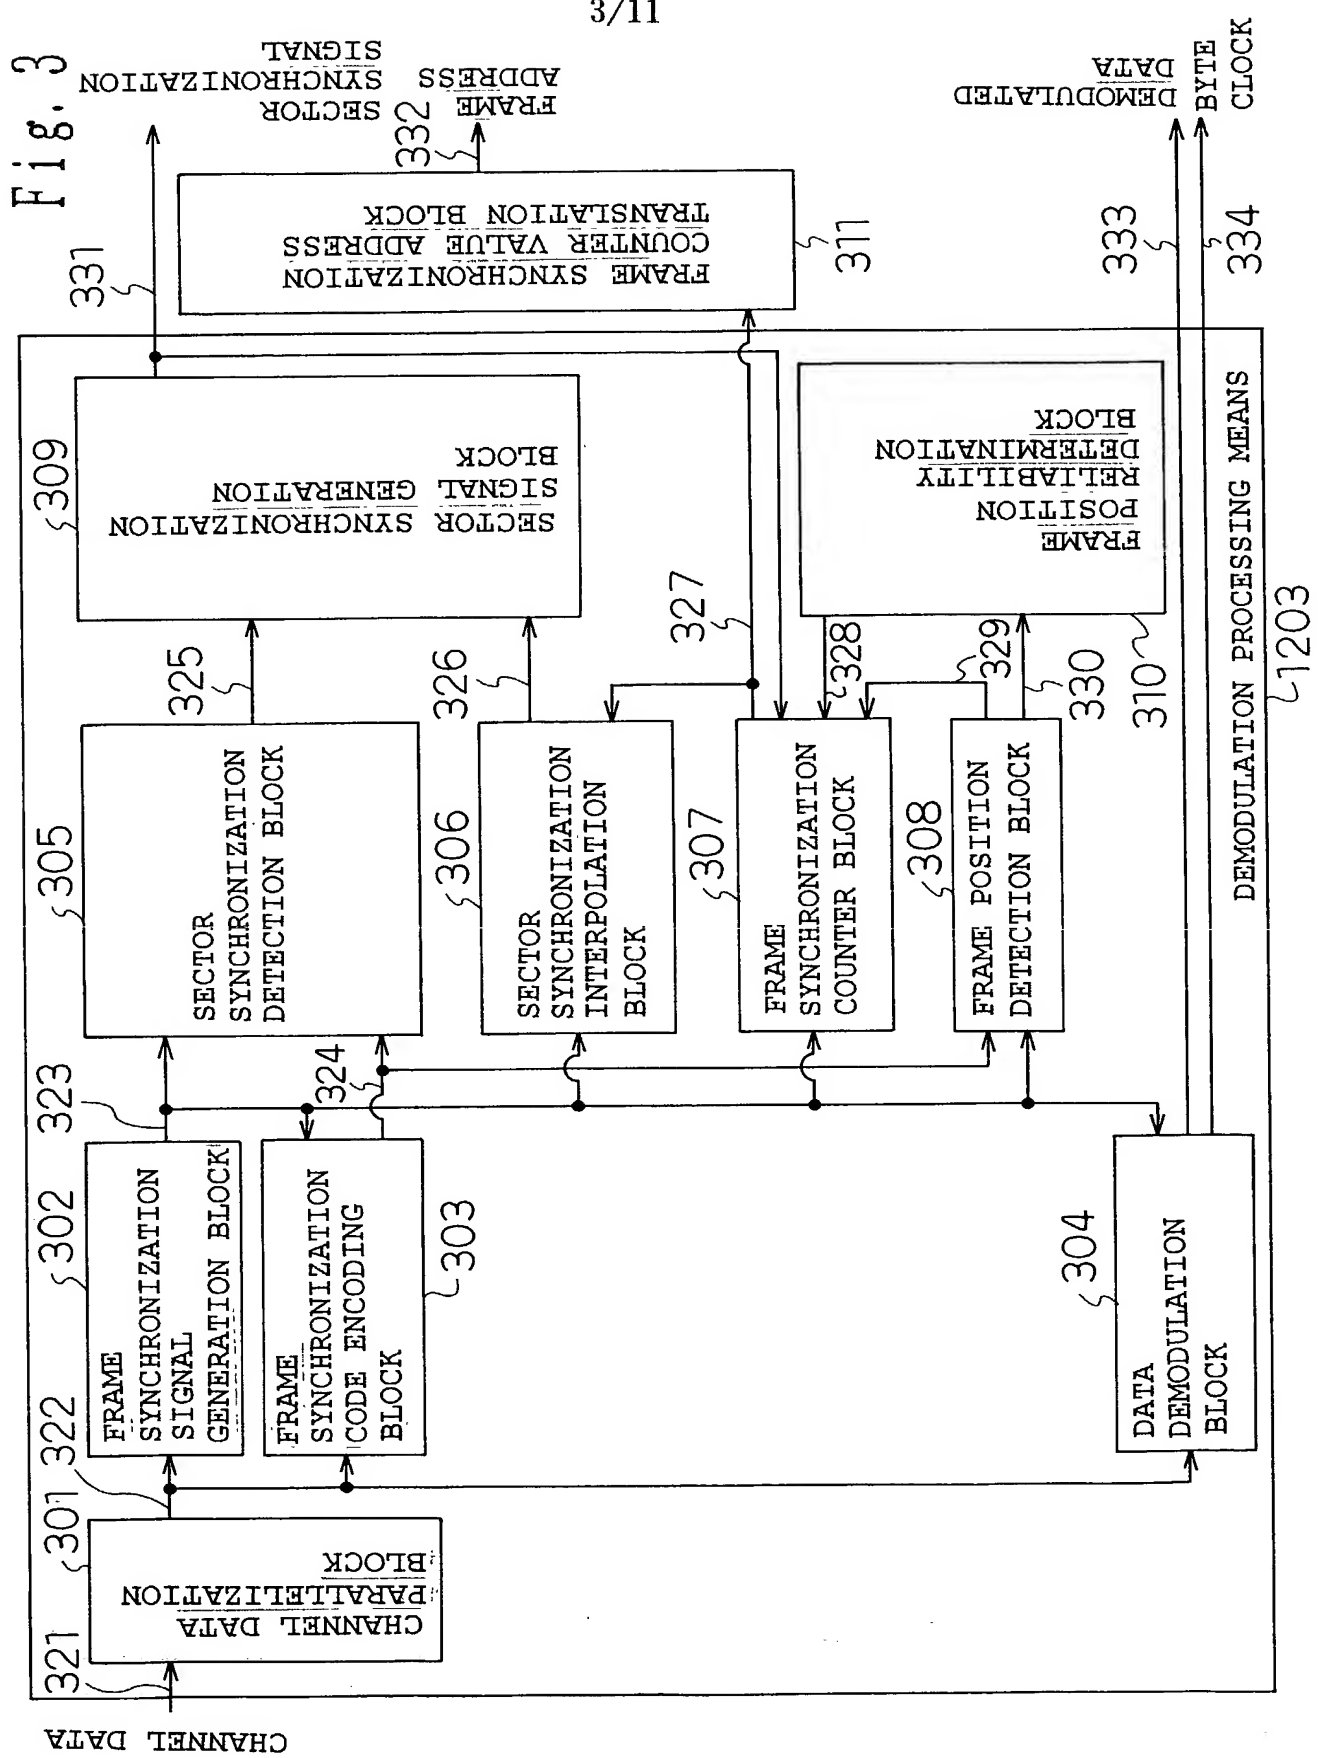 3/11
Fig. 3
CHANNEL DATA
321
CHANNEL DATA
PARALLELIZATION
BLOCK
301
322
FRAME
SYNCHRONIZATION
SIGNAL
GENERATION BLOCK
302
323
FRAME
SYNCHRONIZATION
CODE ENCODING
BLOCK
303
324
DATA
DEMODULATION
BLOCK
304
SECTOR
SYNCHRONIZATION
DETECTION BLOCK
305
325
SECTOR
SYNCHRONIZATION
INTERPOLATION
BLOCK
306
326
FRAME
SYNCHRONIZATION
COUNTER BLOCK
307
327
328
FRAME POSITION
DETECTION BLOCK
308
329
330
SECTOR SYNCHRONIZATION
SIGNAL GENERATION
BLOCK
309
FRAME
POSITION
RELIABILITY
DETERMINATION
BLOCK
310
DEMODULATION PROCESSING MEANS
1203
FRAME SYNCHRONIZATION
COUNTER VALUE ADDRESS
TRANSLATION BLOCK
311
331
SECTOR
SYNCHRONIZATION
SIGNAL
332
FRAME
ADDRESS
333
DEMODULATED
DATA
334
BYTE
CLOCK